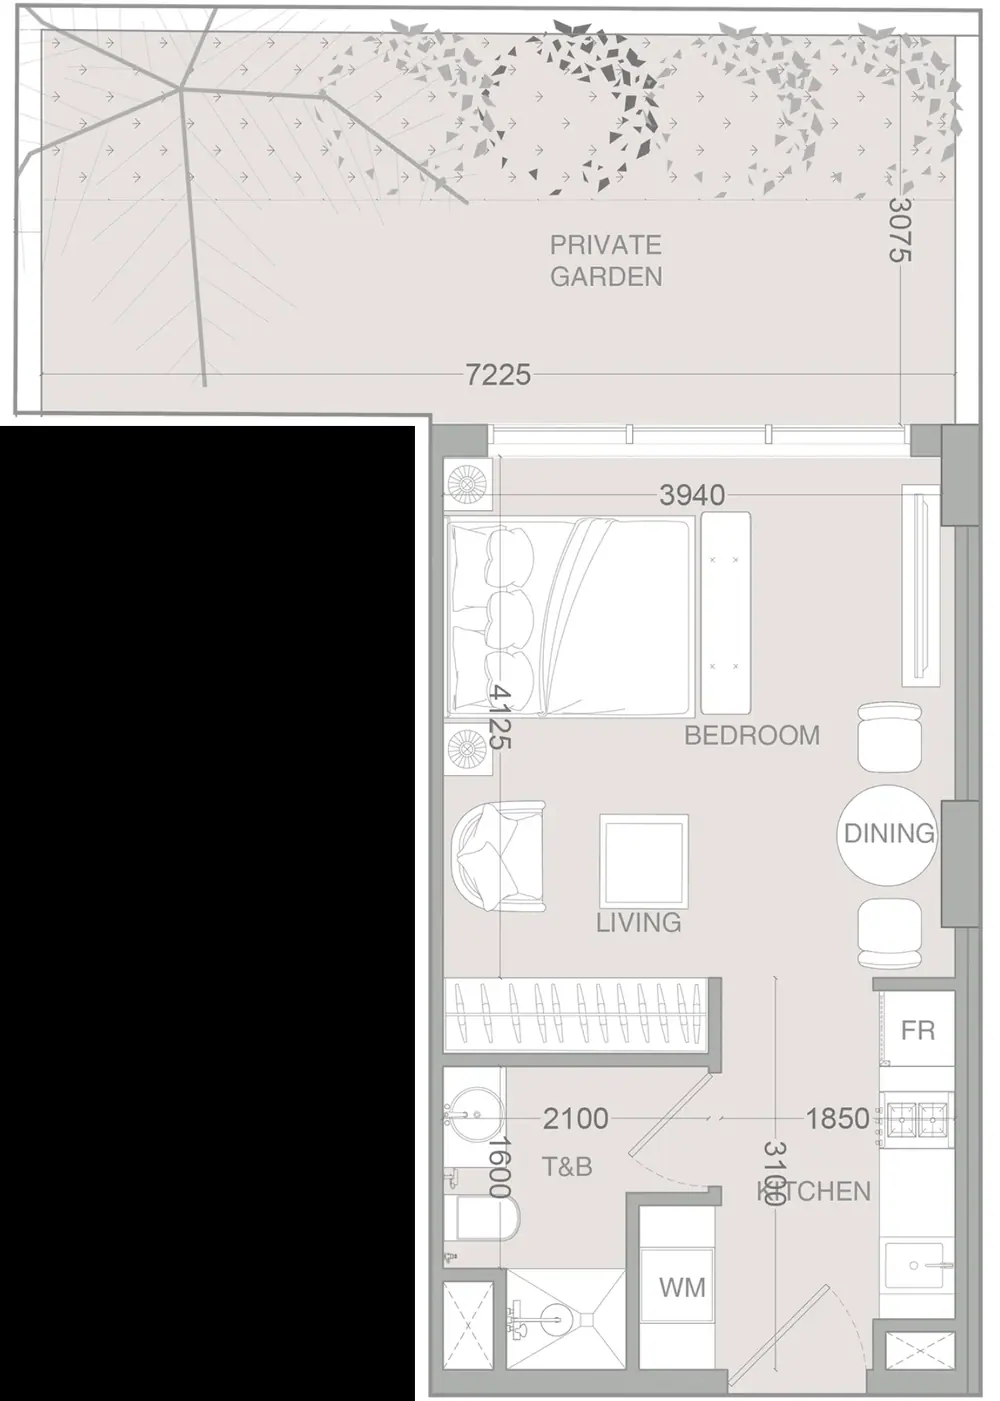 3075
PRIVATE
GARDEN
7225
3940
4125
BEDROOM
DINING
LIVING
FR
2100
1850
1600
T&B
3100
KITCHEN
WM